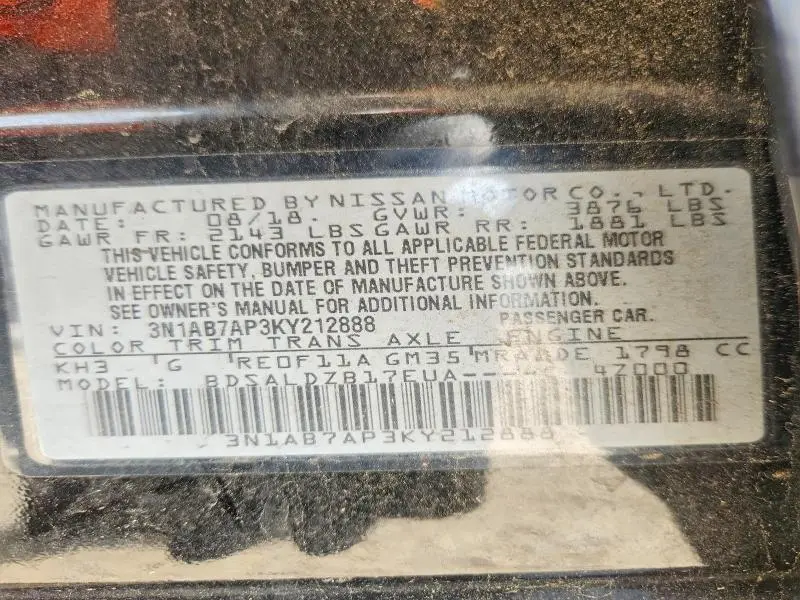 MANUFACTURED BY NISSAN MOTOR CO., LTD.
DATE: 08/18. GVWR: 3876 LBS
GAWR FR: 2143 LBS GAWR RR: 1881 LBS
THIS VEHICLE CONFORMS TO ALL APPLICABLE FEDERAL MOTOR
VEHICLE SAFETY, BUMPER AND THEFT PREVENTION STANDARDS
IN EFFECT ON THE DATE OF MANUFACTURE SHOWN ABOVE.
SEE OWNER'S MANUAL FOR ADDITIONAL INFORMATION.
VIN: 3N1AB7AP3KY212888 PASSENGER CAR.
COLOR TRIM TRANS AXLE ENGINE
KH3 G RE0F11A GM35 1798 CC
MODEL: BDSALDZB17EUA----- 47000
3N1AB7AP3KY212888